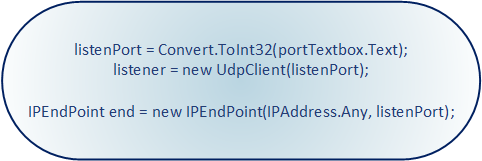 listenPort = Convert.ToInt32(portTextbox.Text);
listener = new UdpClient(listenPort);
IPEndPoint end = new IPEndPoint(IPAddress.Any, listenPort);